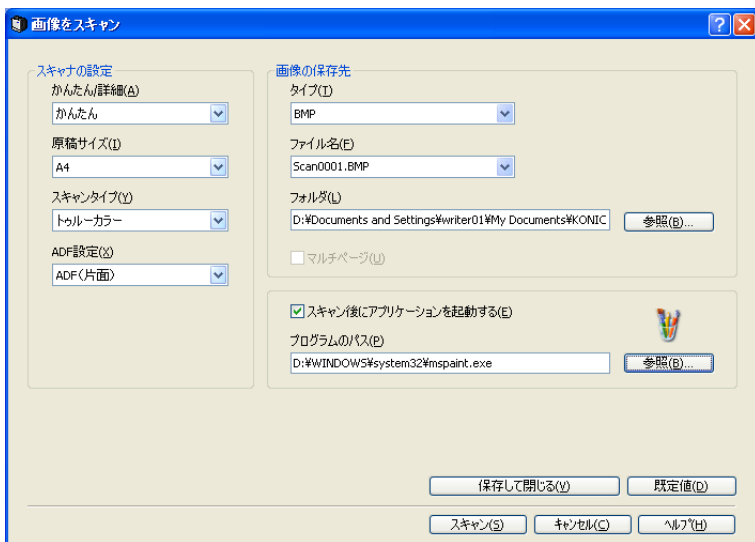 画像をスキャン
スキャナの設定
かんたん/詳細(A)
かんたん
原稿サイズ(I)
A4
スキャンタイプ(Y)
トゥルーカラー
ADF設定(X)
ADF(片面)
画像の保存先
タイプ(T)
BMP
ファイル名(F)
Scan0001.BMP
フォルダ(L)
D:¥Documents and Settings¥writer01¥My Documents¥KONIC
参照(B)...
マルチページ(U)
スキャン後にアプリケーションを起動する(E)
プログラムのパス(P)
D:¥WINDOWS¥system32¥mspaint.exe
参照(B)...
保存して閉じる(V) 既定値(D)
スキャン(S) キャンセル(C) ヘルプ(H)